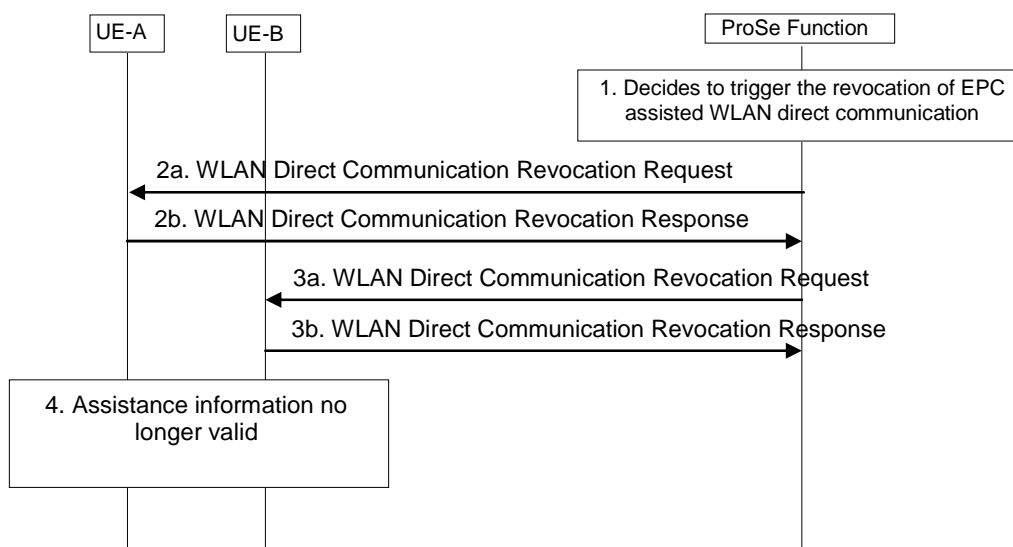 UE-A
UE-B
ProSe Function
1. Decides to trigger the revocation of EPC
assisted WLAN direct communication
2a. WLAN Direct Communication Revocation Request
2b. WLAN Direct Communication Revocation Response
3a. WLAN Direct Communication Revocation Request
3b. WLAN Direct Communication Revocation Response
4. Assistance information no
longer valid